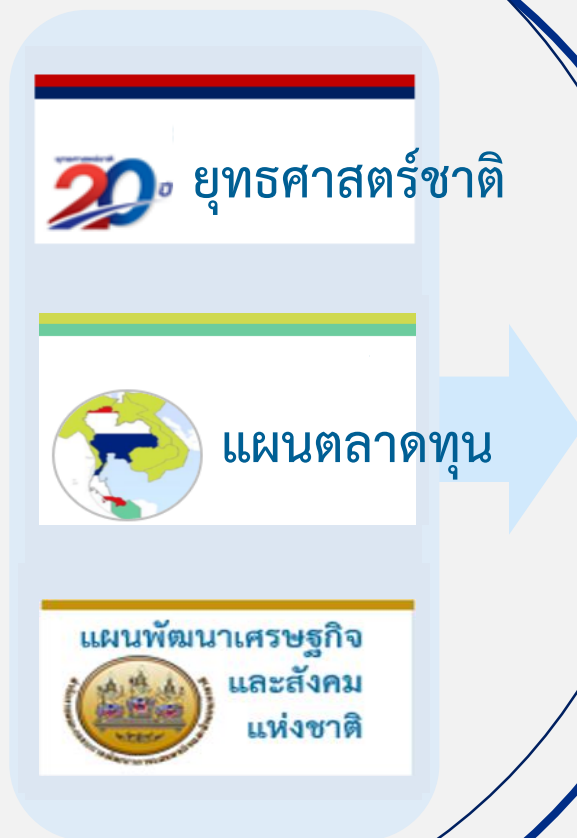 20 ปี ยุทธศาสตร์ชาติ
แผนตลาดทุน
แผนพัฒนาเศรษฐกิจ
และสังคม
แห่งชาติ